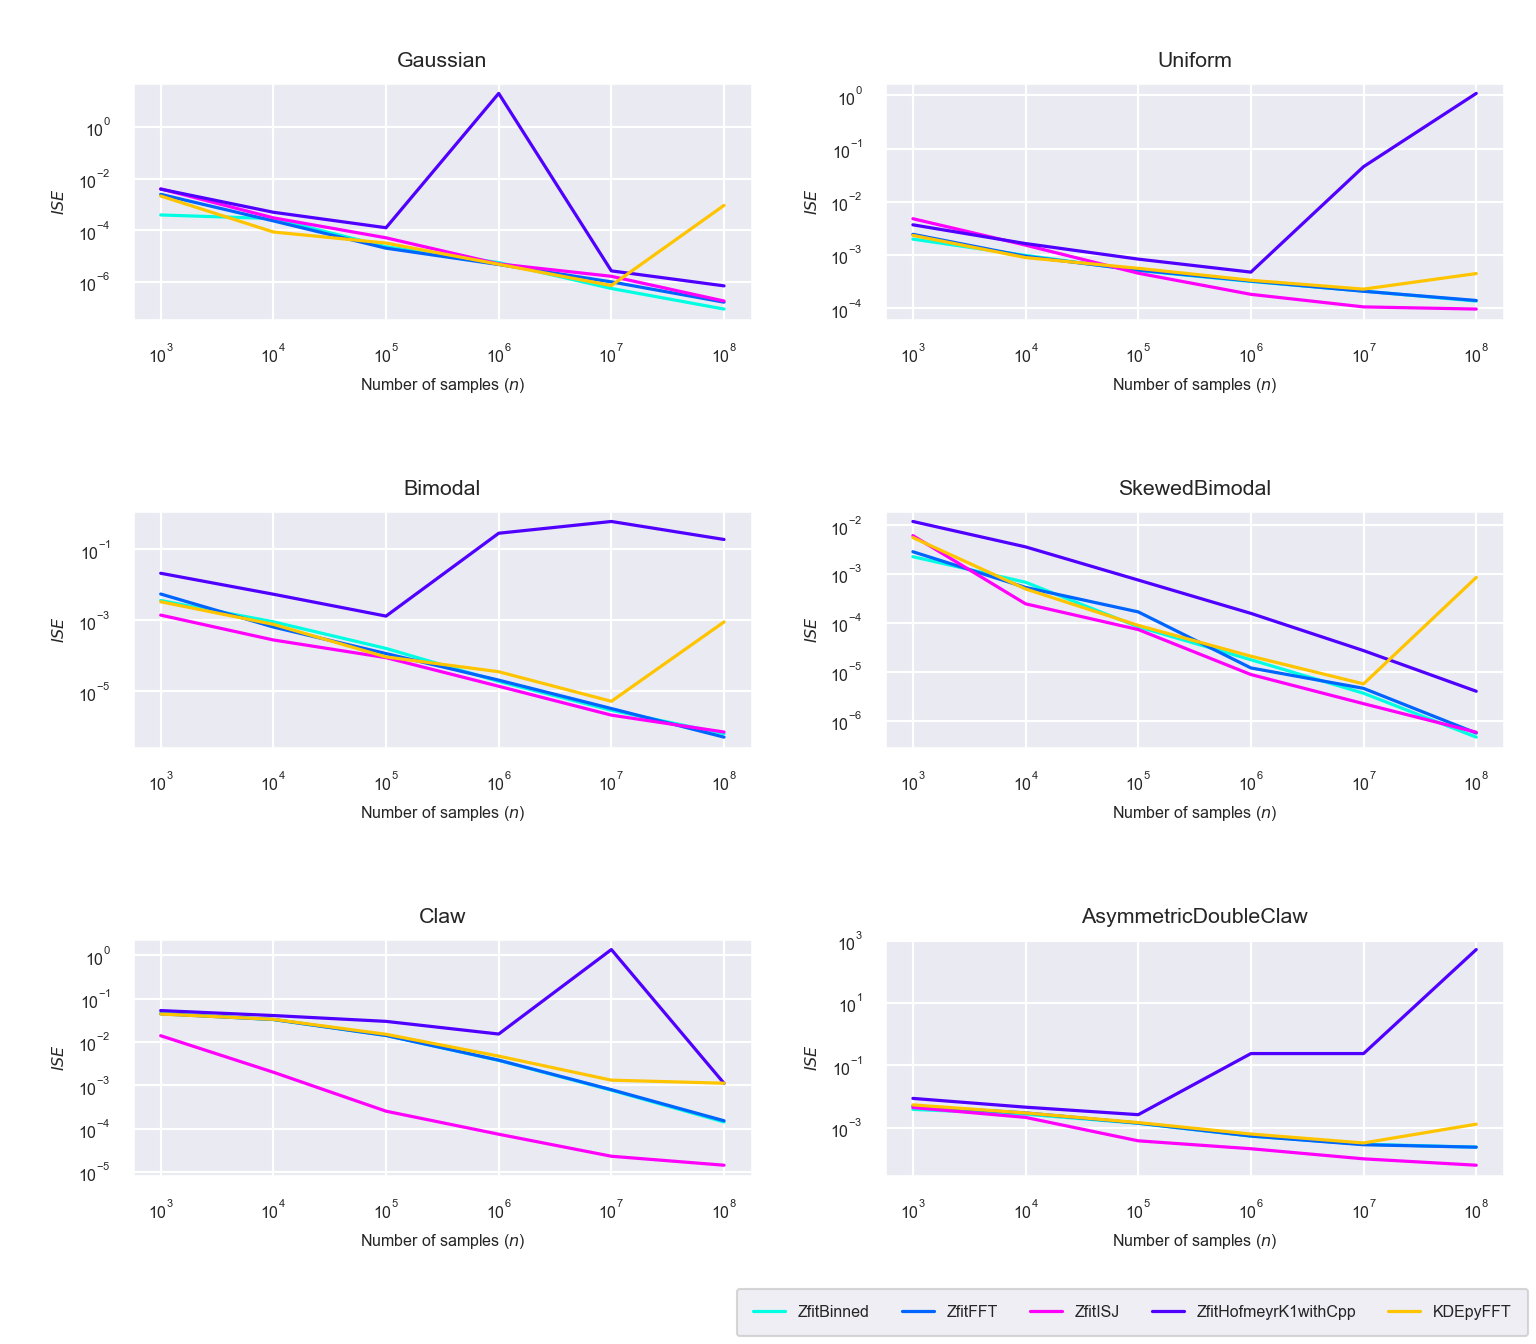 Gaussian
ISE
10^0
10^−2
10^−4
10^−6
10^3 10^4 10^5 10^6 10^7 10^8
Number of samples (n)
Uniform
ISE
10^0
10^−1
10^−2
10^−3
10^−4
10^3 10^4 10^5 10^6 10^7 10^8
Number of samples (n)
Bimodal
ISE
10^−1
10^−3
10^−5
10^3 10^4 10^5 10^6 10^7 10^8
Number of samples (n)
SkewedBimodal
ISE
10^−2
10^−3
10^−4
10^−5
10^−6
10^3 10^4 10^5 10^6 10^7 10^8
Number of samples (n)
Claw
ISE
10^0
10^−1
10^−2
10^−3
10^−4
10^−5
10^3 10^4 10^5 10^6 10^7 10^8
Number of samples (n)
AsymmetricDoubleClaw
ISE
10^3
10^1
10^−1
10^−3
10^3 10^4 10^5 10^6 10^7 10^8
Number of samples (n)
ZfitBinned ZfitFFT ZfitISJ ZfitHofmeyrK1withCpp KDEpyFFT